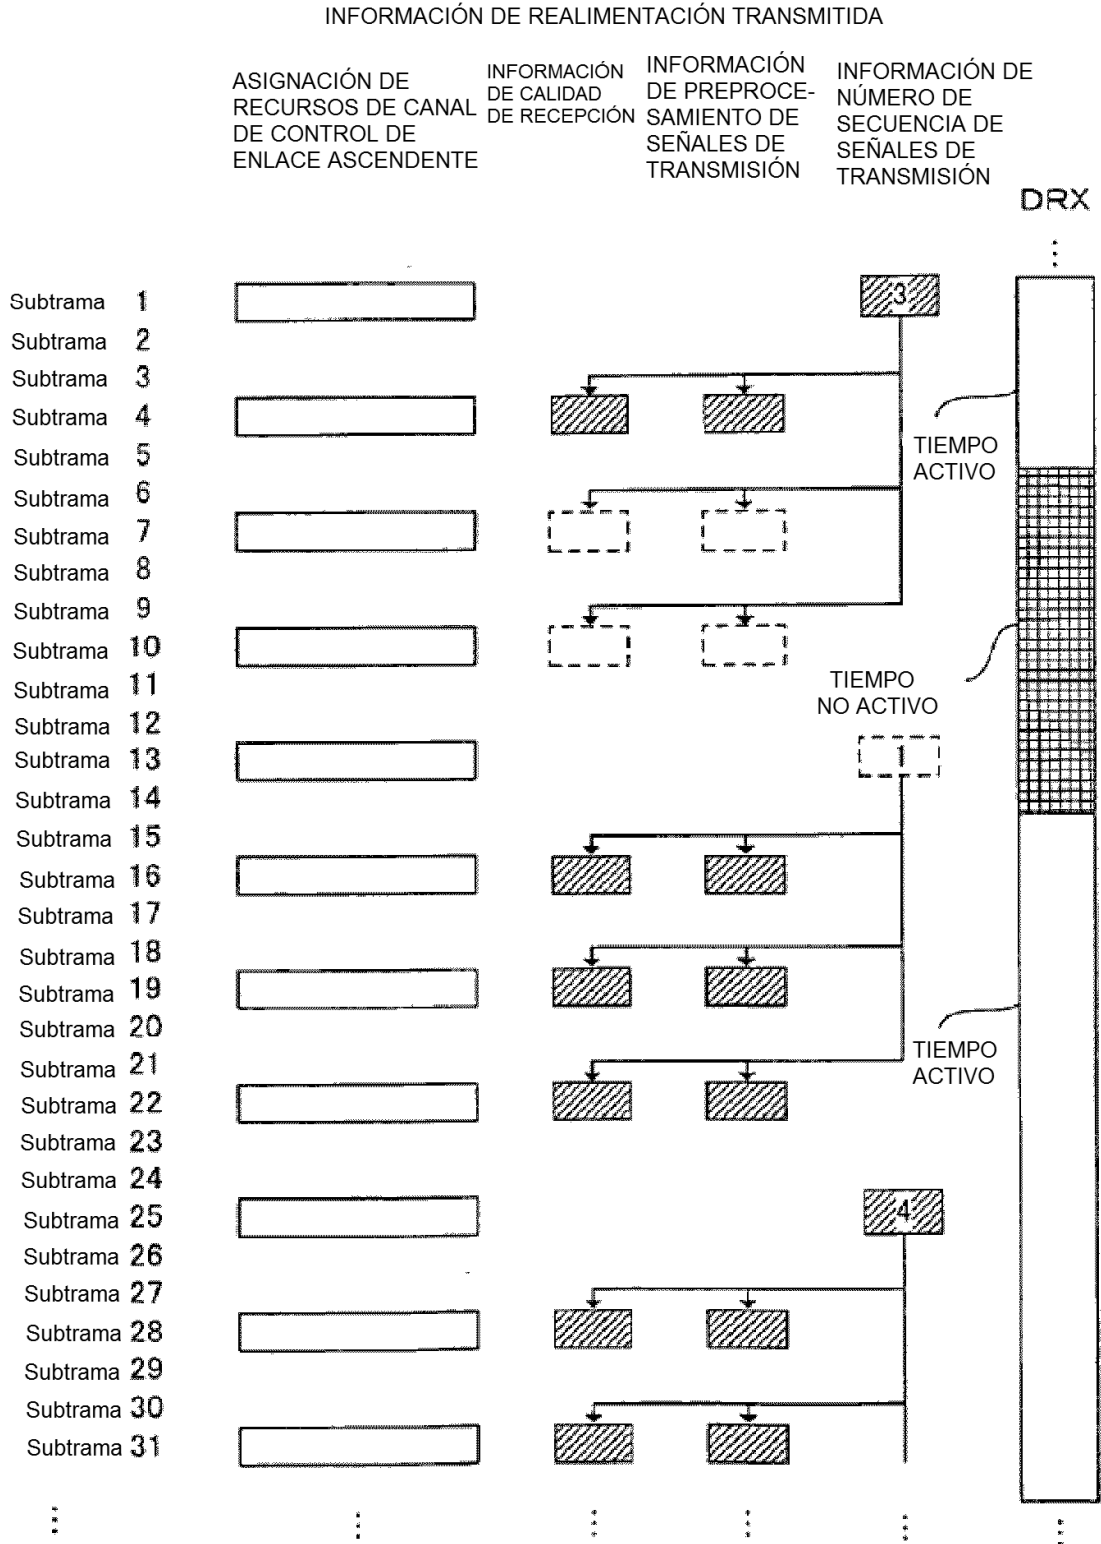 INFORMACIÓN DE REALIMENTACIÓN TRANSMITIDA
ASIGNACIÓN DE
RECURSOS DE CANAL
DE CONTROL DE
ENLACE ASCENDENTE
INFORMACIÓN
DE CALIDAD
DE RECEPCIÓN
INFORMACIÓN
DE PREPROCE-
SAMIENTO DE
SEÑALES DE
TRANSMISIÓN
INFORMACIÓN DE
NÚMERO DE
SECUENCIA DE
SEÑALES DE
TRANSMISIÓN
DRX
Subtrama 1
3
Subtrama 2
Subtrama 3
Subtrama 4
TIEMPO
ACTIVO
Subtrama 5
Subtrama 6
Subtrama 7
Subtrama 8
Subtrama 9
Subtrama 10
Subtrama 11
TIEMPO
NO ACTIVO
Subtrama 12
Subtrama 13
1
Subtrama 14
Subtrama 15
Subtrama 16
Subtrama 17
Subtrama 18
Subtrama 19
Subtrama 20
Subtrama 21
TIEMPO
ACTIVO
Subtrama 22
Subtrama 23
Subtrama 24
Subtrama 25
4
Subtrama 26
Subtrama 27
Subtrama 28
Subtrama 29
Subtrama 30
Subtrama 31